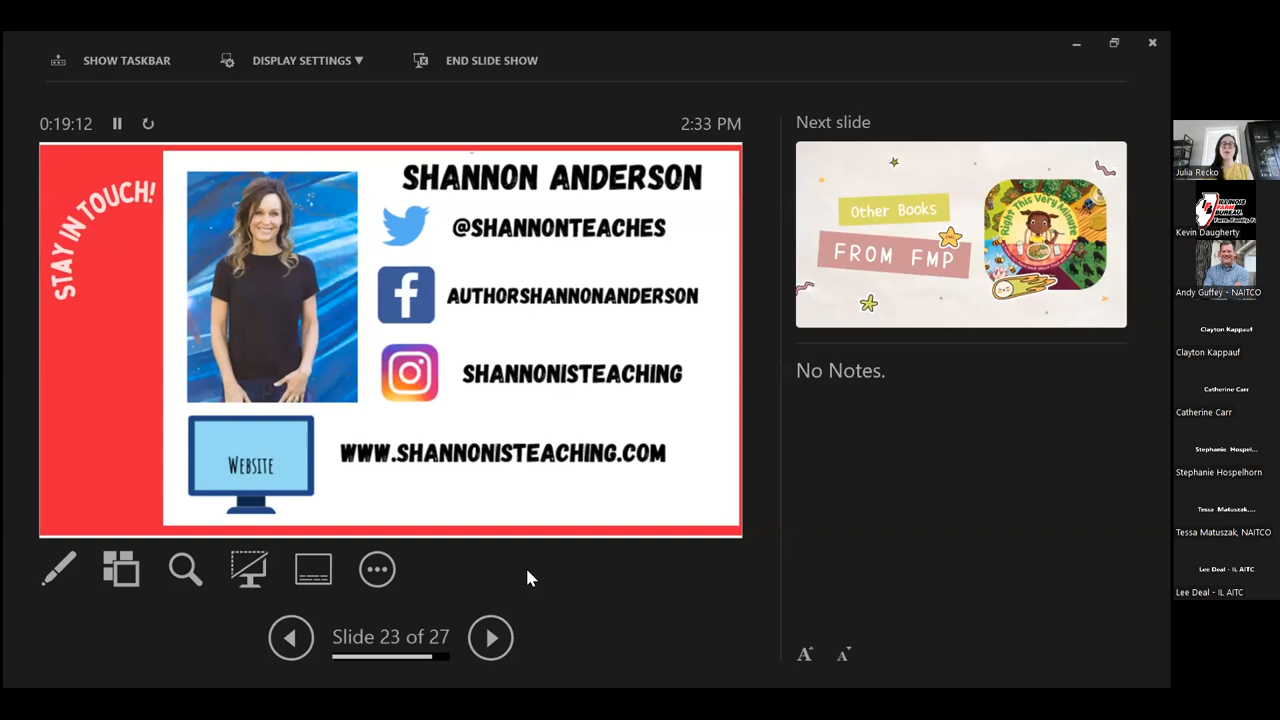 SHOW TASKBAR
DISPLAY SETTINGS ▼
END SLIDE SHOW
0:19:12
2:33 PM
STAY IN TOUCH!
SHANNON ANDERSON
@SHANNONTEACHES
f
AUTHORSHANNONANDERSON
SHANNONISTEACHING
WEBSITE
WWW.SHANNONISTEACHING.COM
Slide 23 of 27
Next slide
Other Books
FROM FMP
Right This Very Minute
No Notes.
A A
Julia Recko
ILLINOIS
FARM
BUREAU
Kevin Daugherty
Andy Guffey - NAITCO
Clayton Kappauf
Clayton Kappauf
Catherine Carr
Catherine Carr
Stephanie Hospel...
Stephanie Hospelhorn
Tessa Matuszak,...
Tessa Matuszak, NAITCO
Lee Deal - IL AITC
Lee Deal - IL AITC